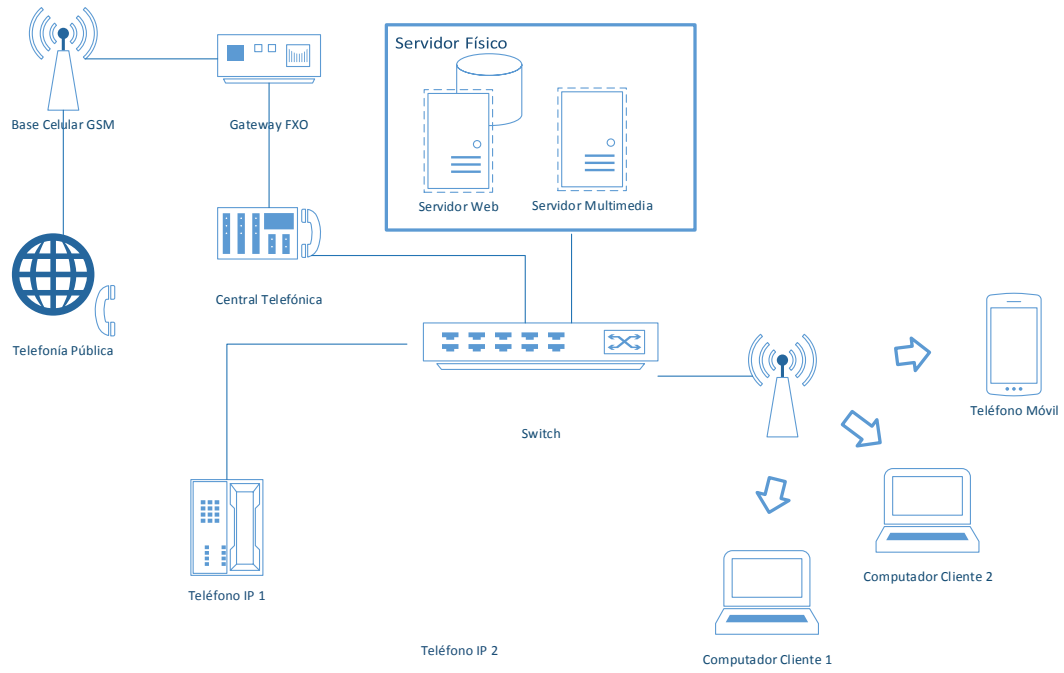 Servidor Físico
Base Celular GSM
Gateway FXO
Servidor Web
Servidor Multimedia
Central Telefónica
Telefonía Pública
Teléfono Móvil
Switch
Computador Cliente 2
Teléfono IP 1
Teléfono IP 2
Computador Cliente 1